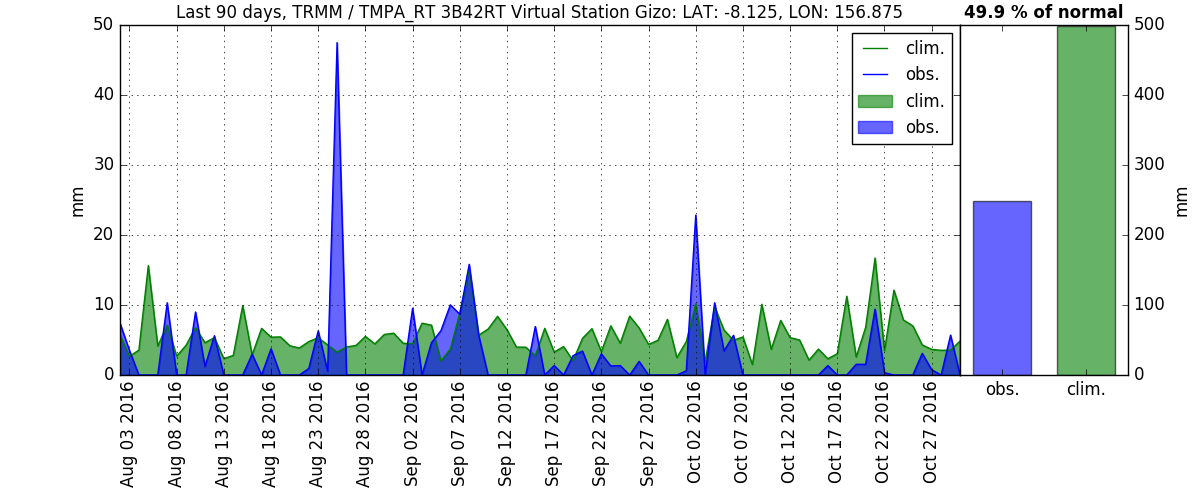 Last 90 days, TRMM / TMPA_RT 3B42RT Virtual Station Gizo: LAT: -8.125, LON: 156.875
49.9 % of normal
50
40
30
20
10
0
mm
clim.
obs.
clim.
obs.
500
400
300
200
100
0
mm
obs.
clim.
Aug 03 2016
Aug 08 2016
Aug 13 2016
Aug 18 2016
Aug 23 2016
Aug 28 2016
Sep 02 2016
Sep 07 2016
Sep 12 2016
Sep 17 2016
Sep 22 2016
Sep 27 2016
Oct 02 2016
Oct 07 2016
Oct 12 2016
Oct 17 2016
Oct 22 2016
Oct 27 2016